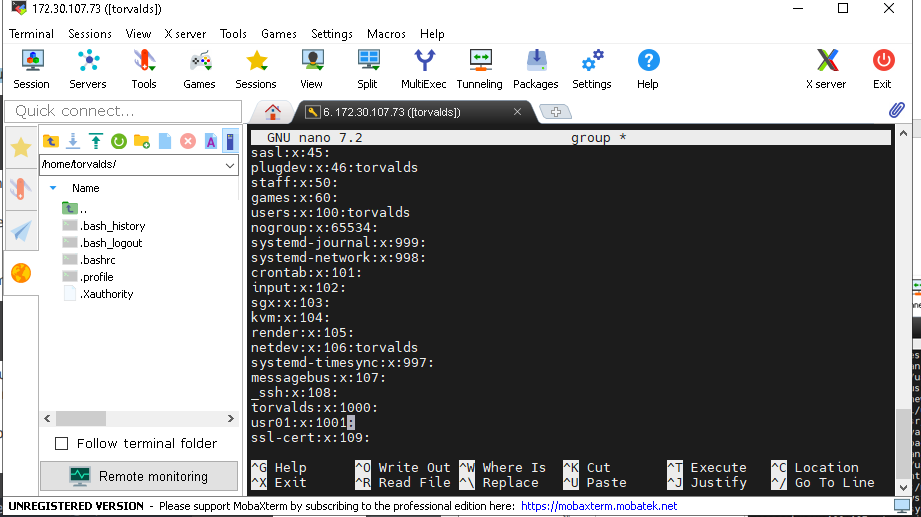 172.30.107.73 ([torvalds])
Terminal Sessions View X server Tools Games Settings Macros Help
Session Servers Tools Games Sessions View Split MultiExec Tunneling Packages Settings Help X server Exit
Quick connect...
6. 172.30.107.73 ([torvalds])
/home/torvalds/
Name
..
.bash_history
.bash_logout
.bashrc
.profile
.Xauthority
Follow terminal folder
Remote monitoring
GNU nano 7.2 group *
sasl:x:45:
plugdev:x:46:torvalds
staff:x:50:
games:x:60:
users:x:100:torvalds
nogroup:x:65534:
systemd-journal:x:999:
systemd-network:x:998:
crontab:x:101:
input:x:102:
sgx:x:103:
kvm:x:104:
render:x:105:
netdev:x:106:torvalds
systemd-timesync:x:997:
messagebus:x:107:
_ssh:x:108:
torvalds:x:1000:
usr01:x:1001:
ssl-cert:x:109:
^G Help ^O Write Out ^W Where Is ^K Cut ^T Execute ^C Location
^X Exit ^R Read File ^\ Replace ^U Paste ^J Justify ^/ Go To Line
UNREGISTERED VERSION - Please support MobaXterm by subscribing to the professional edition here: https://mobaxterm.mobatek.net